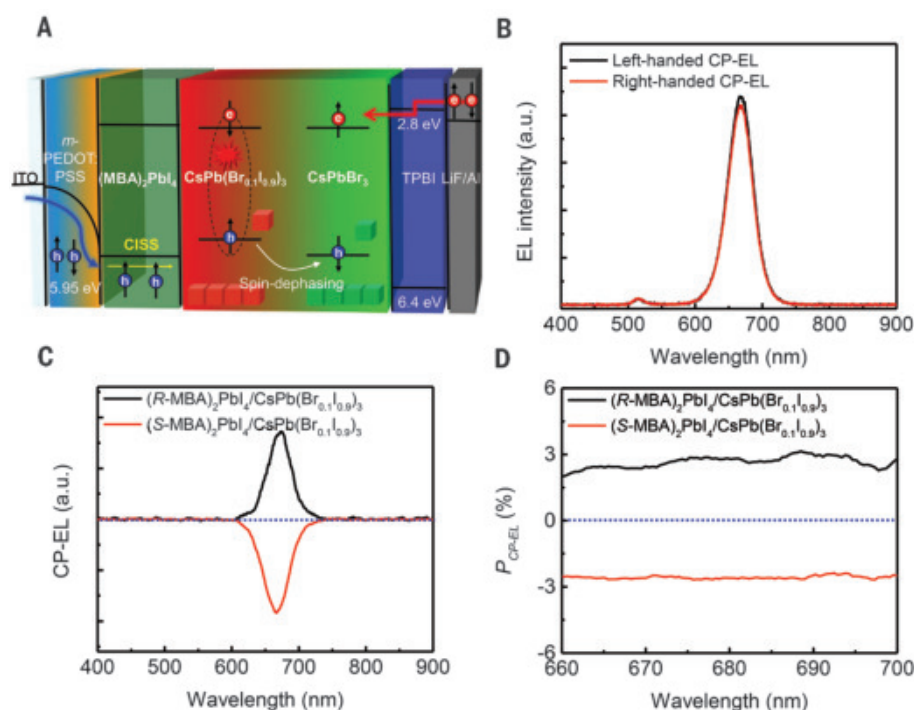 A
ITO
m-
PEDOT:
PSS
(MBA)₂PbI₄
CsPb(Br₀.₁I₀.₉)₃
CsPbBr₃
TPBI
LiF/Al
e
e
e e
2.8 eV
CISS
h h
5.95 eV
h h
h
h
Spin-dephasing
6.4 eV
B
Left-handed CP-EL
Right-handed CP-EL
EL intensity (a.u.)
400 500 600 700 800 900
Wavelength (nm)
C
(R-MBA)₂PbI₄/CsPb(Br₀.₁I₀.₉)₃
(S-MBA)₂PbI₄/CsPb(Br₀.₁I₀.₉)₃
CP-EL (a.u.)
400 500 600 700 800 900
Wavelength (nm)
D
(R-MBA)₂PbI₄/CsPb(Br₀.₁I₀.₉)₃
(S-MBA)₂PbI₄/CsPb(Br₀.₁I₀.₉)₃
P CP-EL (%)
6
3
0
-3
-6
660 670 680 690 700
Wavelength (nm)